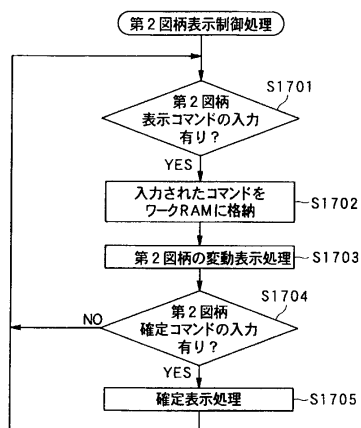 第2図柄表示制御処理
S1701
第2図柄
表示コマンドの入力
有り?
YES
入力されたコマンドを
ワークRAMに格納
S1702
第2図柄の変動表示処理
S1703
S1704
第2図柄
確定コマンドの入力
有り?
NO
YES
確定表示処理
S1705